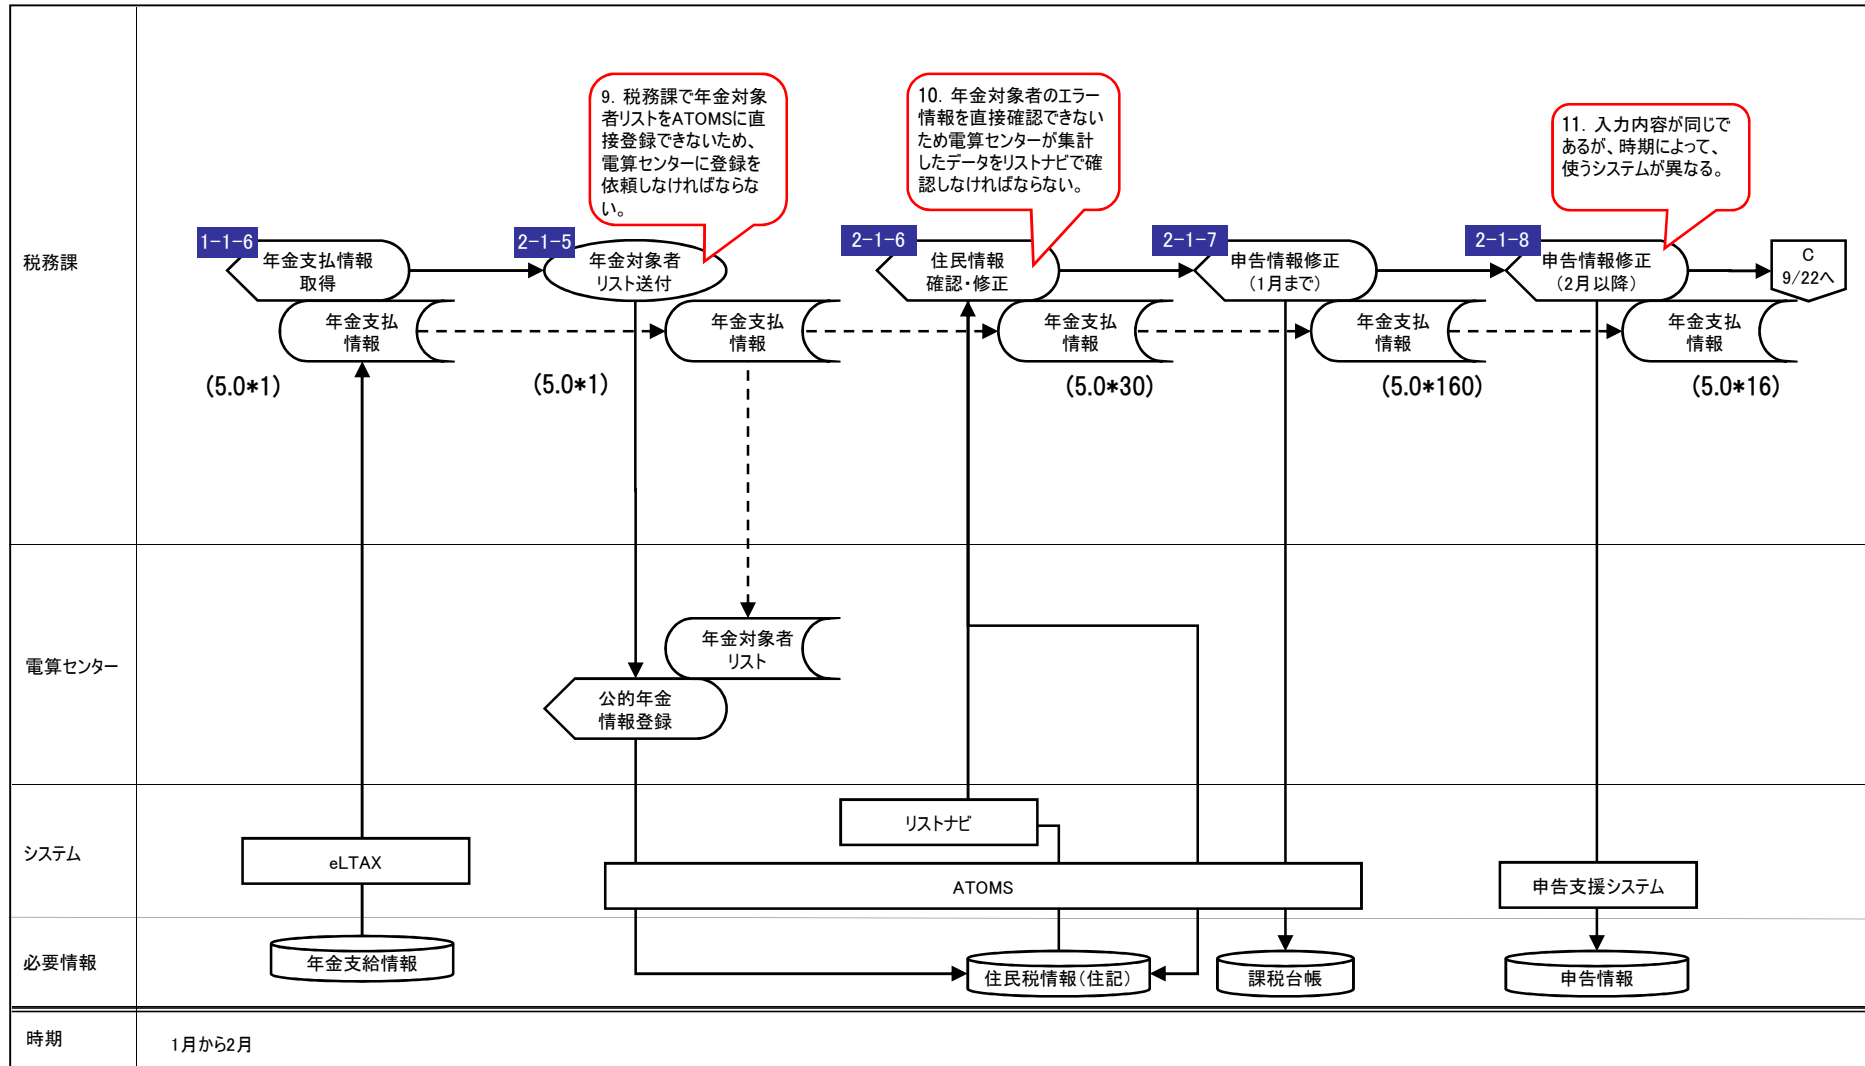 税務課
9．税務課で年金対象
者リストをATOMSに直
接登録できないため、
電算センターに登録を
依頼しなければならな
い。
10．年金対象者のエラー
情報を直接確認できない
ため電算センターが集計
したデータをリストナビで確
認しなければならない。
11．入力内容が同じで
あるが、時期によって、
使うシステムが異なる。
1-1-6
年金支払情報
取得
2-1-5
年金対象者
リスト送付
2-1-6
住民情報
確認・修正
2-1-7
申告情報修正
（1月まで）
2-1-8
申告情報修正
（2月以降）
C
9/22へ
年金支払
情報
年金支払
情報
年金支払
情報
年金支払
情報
年金支払
情報
(5.0*1)
(5.0*1)
(5.0*30)
(5.0*160)
(5.0*16)
電算センター
年金対象者
リスト
公的年金
情報登録
システム
リストナビ
eLTAX
ATOMS
申告支援システム
必要情報
年金支給情報
住民税情報（住記）
課税台帳
申告情報
時期
1月から2月